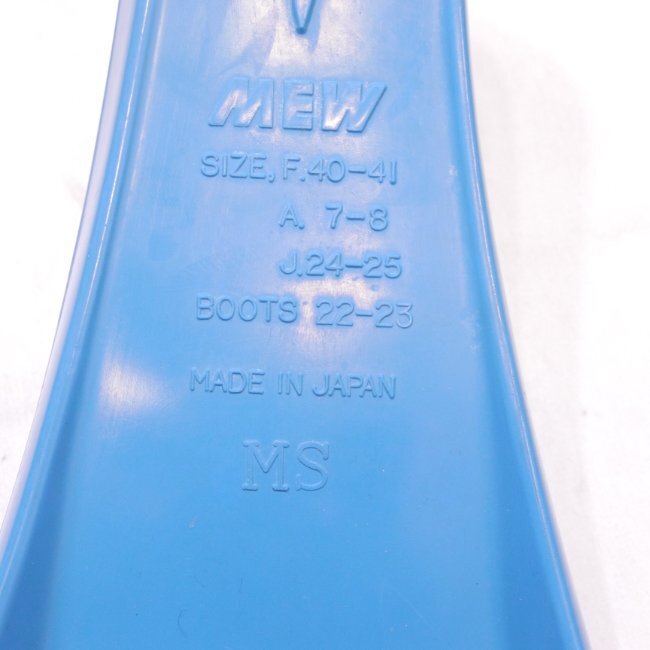 MEW
SIZE, F.40-41
A. 7-8
J.24-25
BOOTS 22-23
MADE IN JAPAN
MS